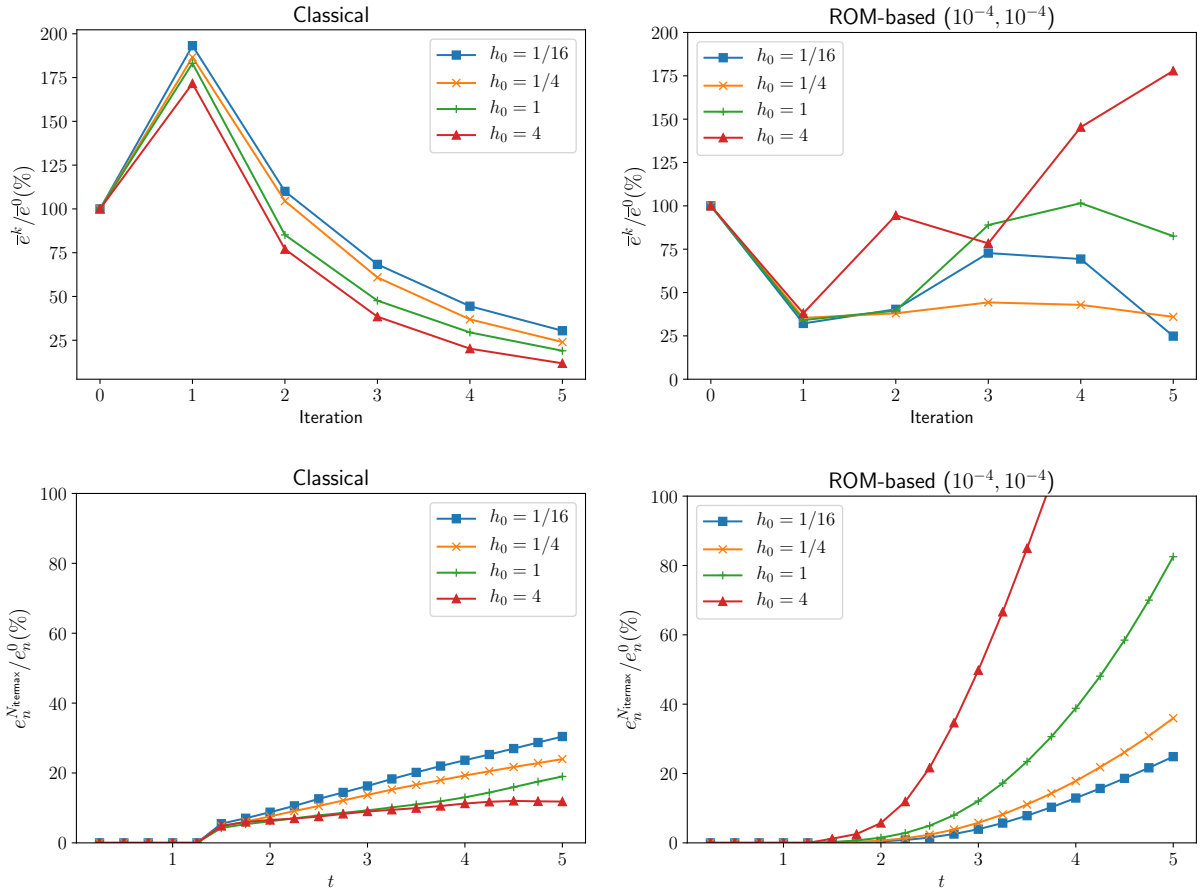 Classical
200
175
150
125
100
75
50
25
0 1 2 3 4 5
ē^k/ē^0(%)
Iteration
h_0 = 1/16
h_0 = 1/4
h_0 = 1
h_0 = 4
ROM-based (10^{-4}, 10^{-4})
200
175
150
125
100
75
50
25
0
0 1 2 3 4 5
ē^k/ē^0(%)
Iteration
h_0 = 1/16
h_0 = 1/4
h_0 = 1
h_0 = 4
Classical
100
80
60
40
20
0
1 2 3 4 5
e_n^{N_{itermax}}/e_n^0(%)
t
h_0 = 1/16
h_0 = 1/4
h_0 = 1
h_0 = 4
ROM-based (10^{-4}, 10^{-4})
100
80
60
40
20
0
1 2 3 4 5
e_n^{N_{itermax}}/e_n^0(%)
t
h_0 = 1/16
h_0 = 1/4
h_0 = 1
h_0 = 4